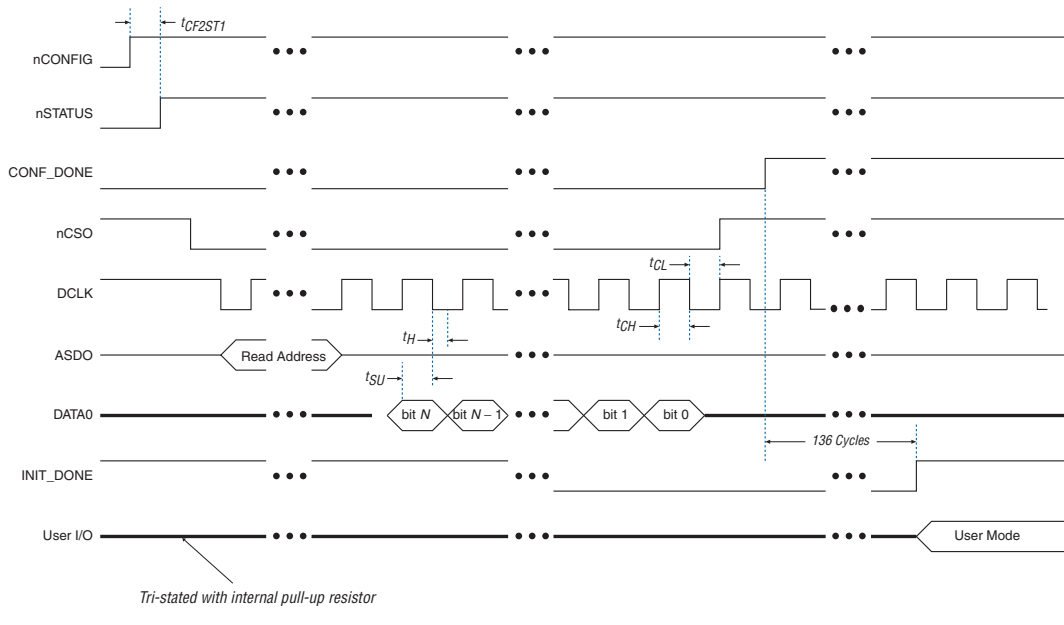 tCF2ST1
nCONFIG
nSTATUS
CONF_DONE
nCSO
tCL
DCLK
tCH
tH
ASDO
Read Address
tSU
DATA0
bit N
bit N – 1
bit 1
bit 0
136 Cycles
INIT_DONE
User I/O
User Mode
Tri-stated with internal pull-up resistor